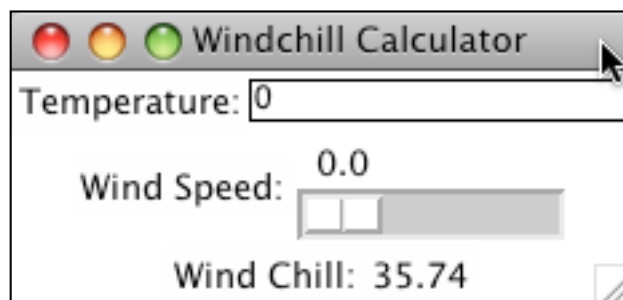 Windchill Calculator
Temperature: 0
0.0
Wind Speed:
Wind Chill: 35.74